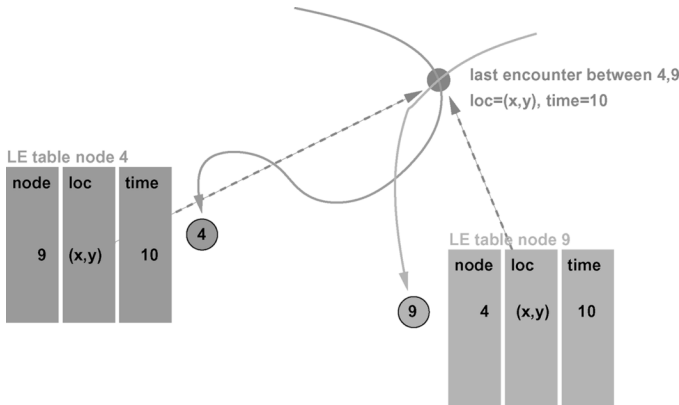 last encounter between 4,9
loc=(x,y), time=10
LE table node 4
node loc time
9 (x,y) 10
4
LE table node 9
node loc time
4 (x,y) 10
9